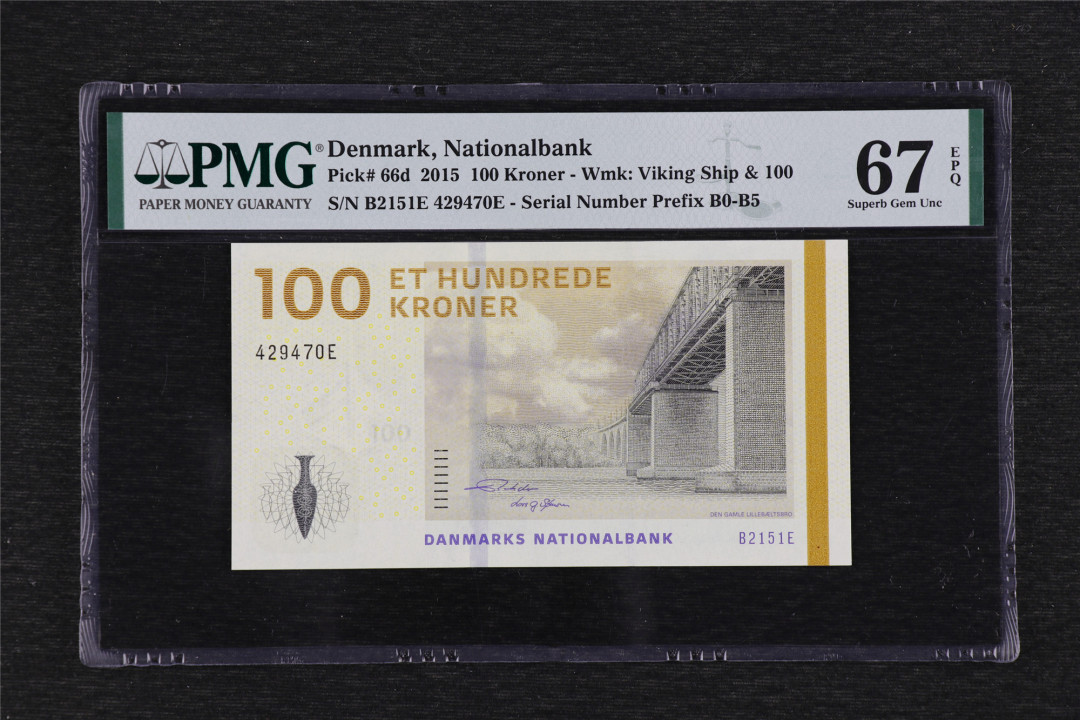 PMG®
PAPER MONEY GUARANTY
Denmark, Nationalbank
Pick# 66d 2015 100 Kroner - Wmk: Viking Ship & 100
S/N B2151E 429470E - Serial Number Prefix B0-B5
67
EPQ
Superb Gem Unc
100
ET HUNDREDE
KRONER
429470E
100
DEN GAMLE LILLEBÆLTSBRO
DANMARKS NATIONALBANK
B2151E